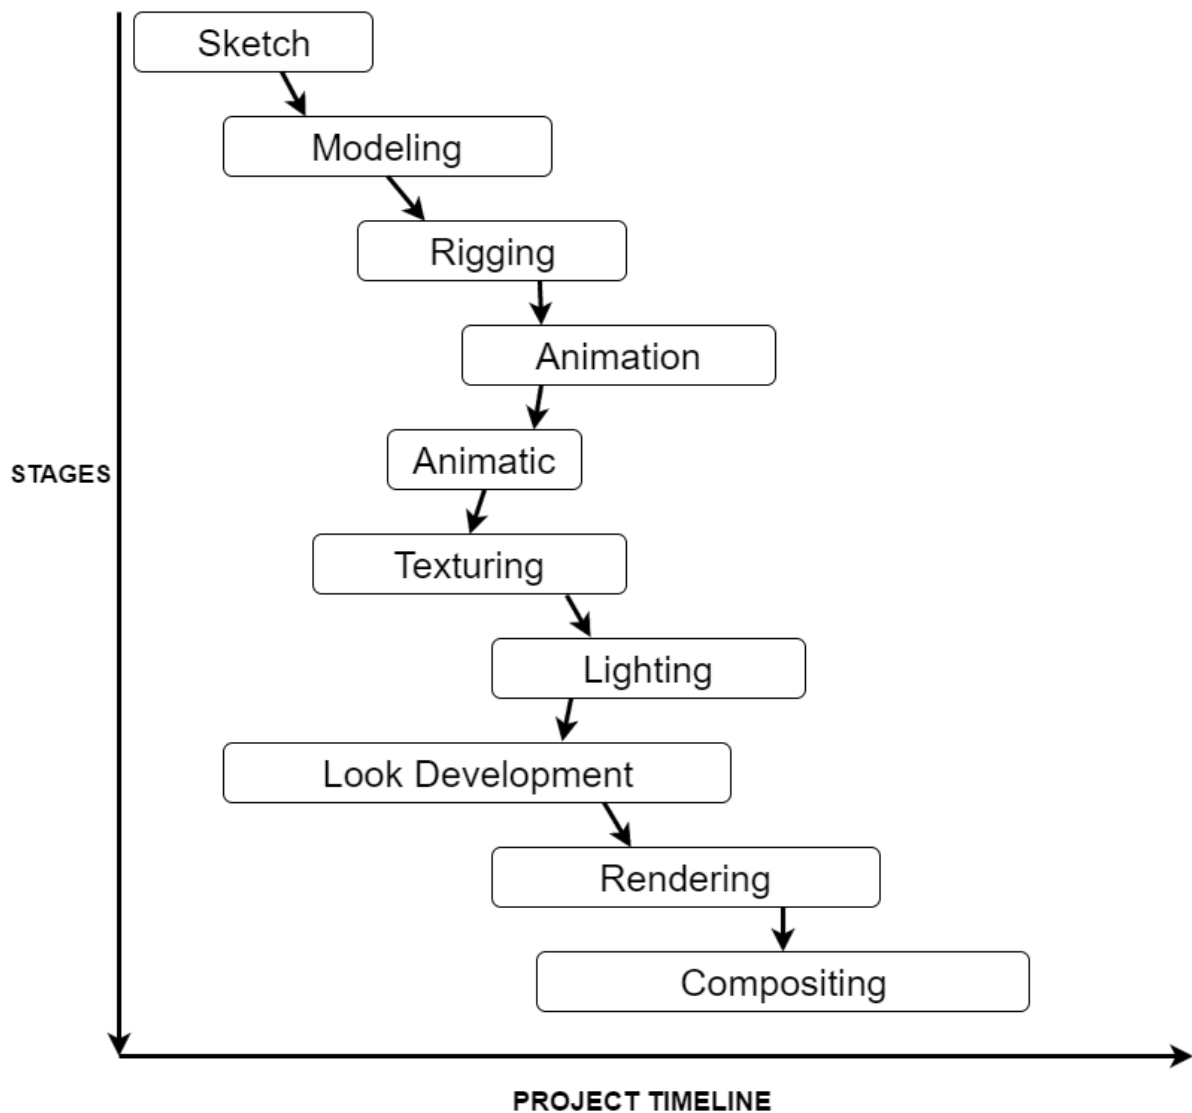 Sketch
Modeling
Rigging
Animation
Animatic
STAGES
Texturing
Lighting
Look Development
Rendering
Compositing
PROJECT TIMELINE